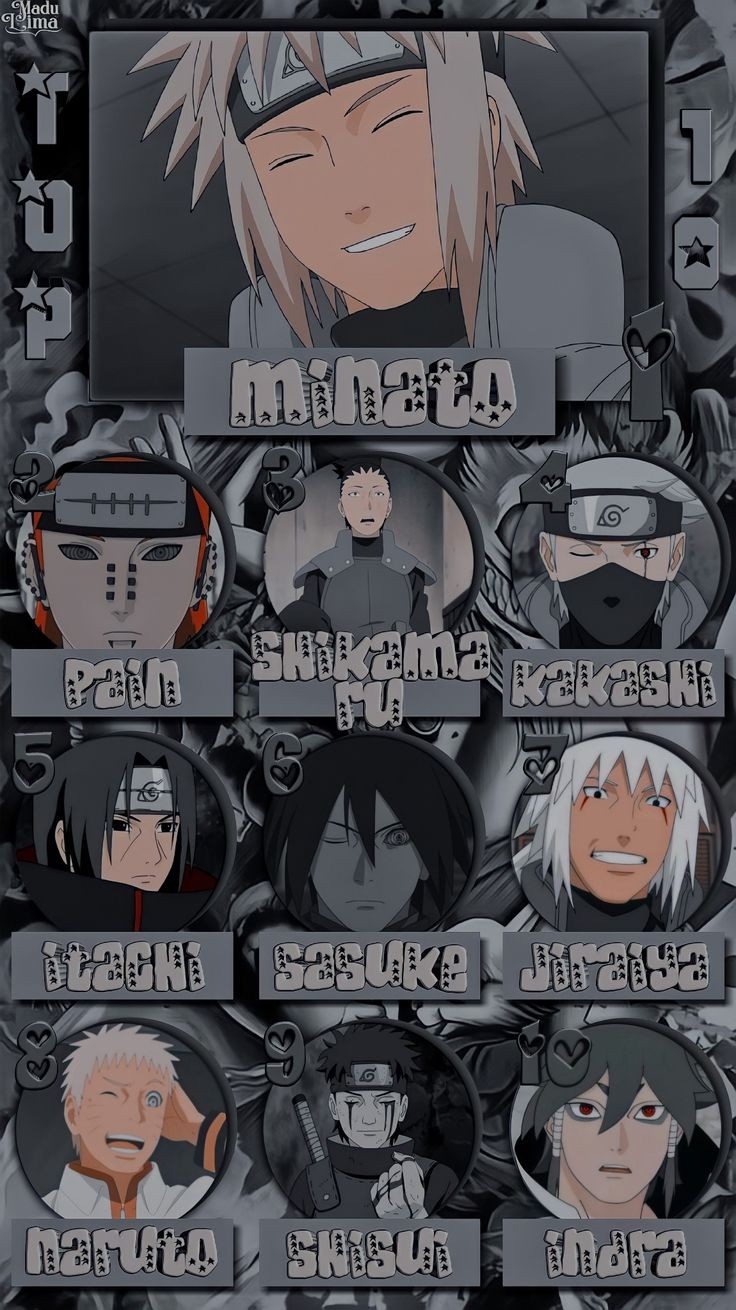 Madu
Lima
TOP
10
1
minato
2
3
4
Pain
SHikama
ru
KaKaSHi
5
6
7
itaCHi
SaSuKe
Jiraiya
8
9
10
naruto
SHiSui
indra